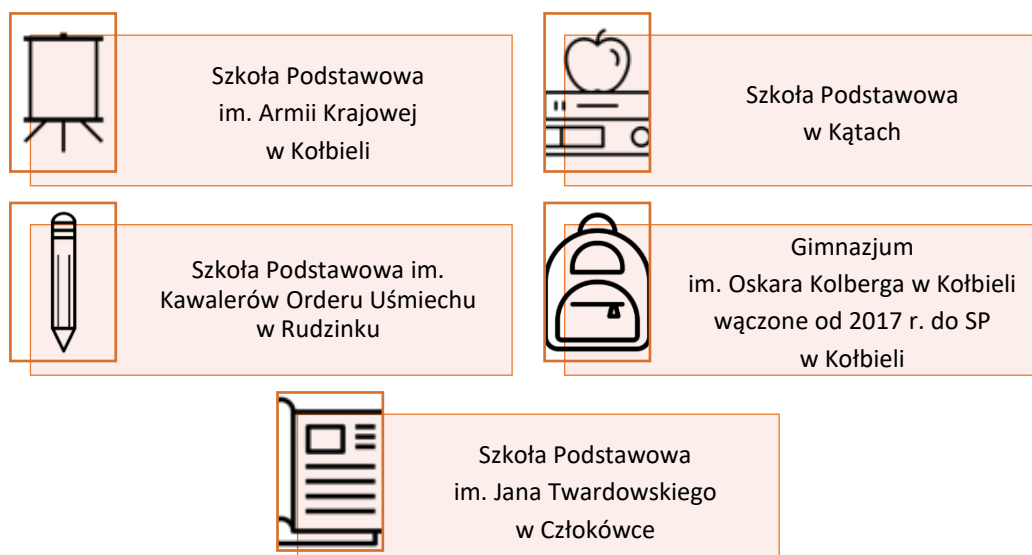 Szkoła Podstawowa
im. Armii Krajowej
w Kołbieli
Szkoła Podstawowa
w Kątach
Szkoła Podstawowa im.
Kawalerów Orderu Uśmiechu
w Rudzinku
Gimnazjum
im. Oskara Kolberga w Kołbieli
wączone od 2017 r. do SP
w Kołbieli
Szkoła Podstawowa
im. Jana Twardowskiego
w Człokówce